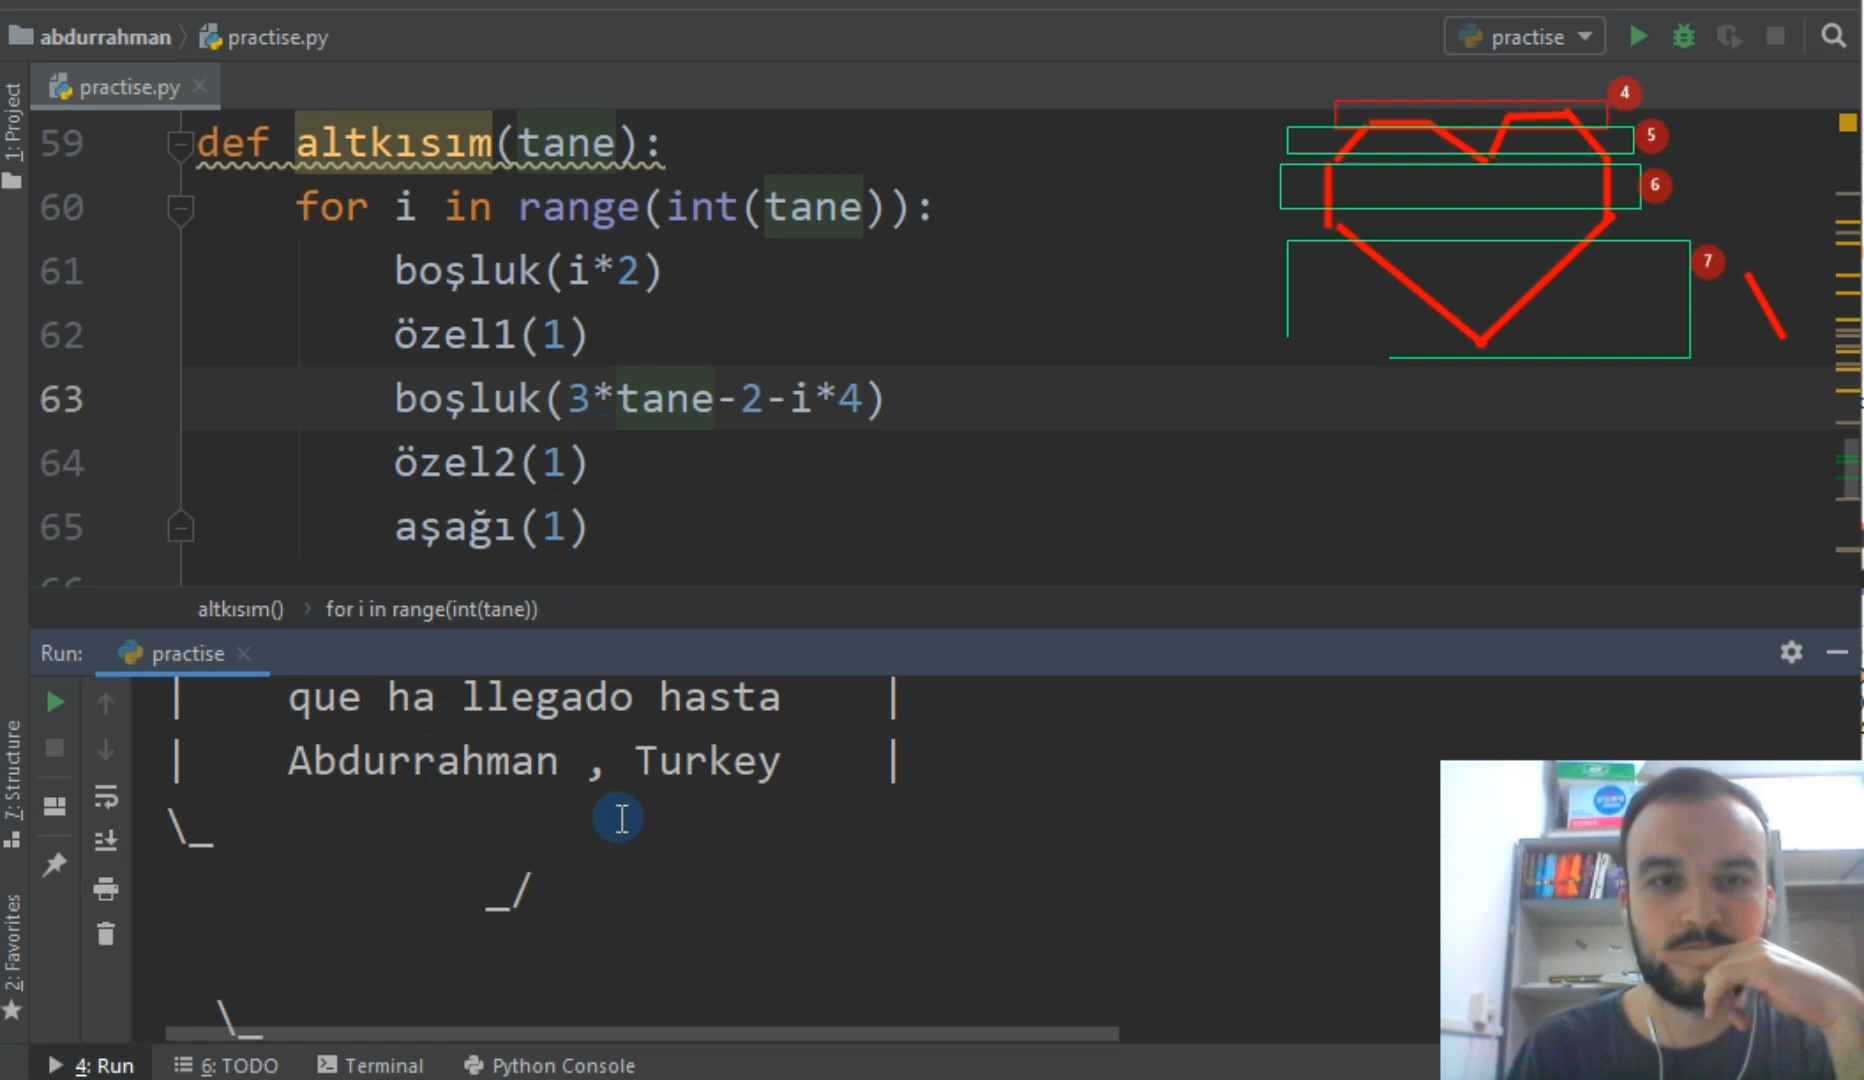 abdurrahman
practise.py
practise
1: Project
practise.py
59 def altkısım(tane):
60 for i in range(int(tane)):
61 boşluk(i*2)
62 özel1(1)
63 boşluk(3*tane-2-i*4)
64 özel2(1)
65 aşağı(1)
4
5
6
7
altkısım() for i in range(int(tane))
Run: practise
| que ha llegado hasta |
| Abdurrahman , Turkey |
\_
_/
\_
7: Structure
2: Favorites
4: Run 6: TODO Terminal Python Console